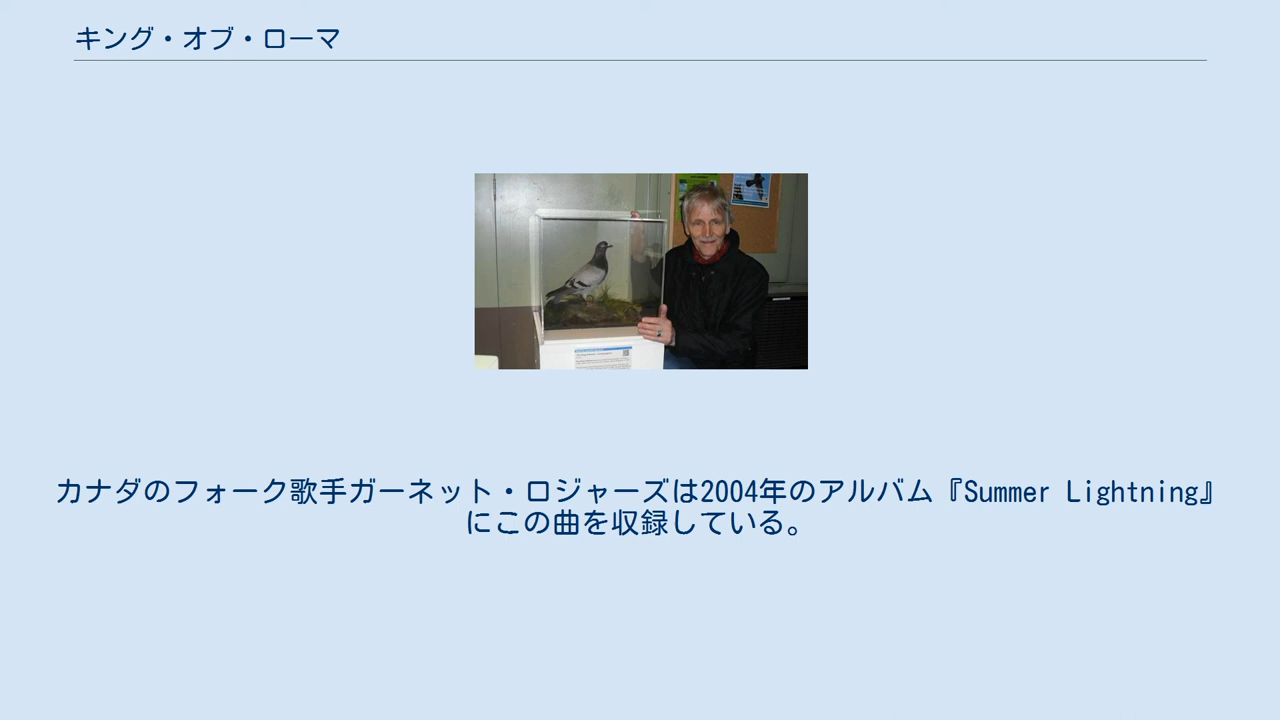 キング・オブ・ローマ
カナダのフォーク歌手ガーネット・ロジャーズは2004年のアルバム『Summer Lightning』
にこの曲を収録している。